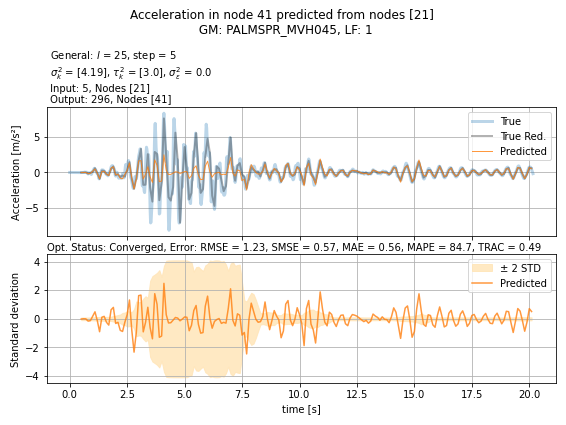 Acceleration in node 41 predicted from nodes [21]
GM: PALMSPR_MVH045, LF: 1
General: l = 25, step = 5
σ²ₖ = [4.19], τ²ₖ = [3.0], σ²ε = 0.0
Input: 5, Nodes [21]
Output: 296, Nodes [41]
Acceleration [m/s²]
5
0
−5
True
True Red.
Predicted
Opt. Status: Converged, Error: RMSE = 1.23, SMSE = 0.57, MAE = 0.56, MAPE = 84.7, TRAC = 0.49
Standard deviation
4
2
0
−2
−4
± 2 STD
Predicted
0.0 2.5 5.0 7.5 10.0 12.5 15.0 17.5 20.0
time [s]